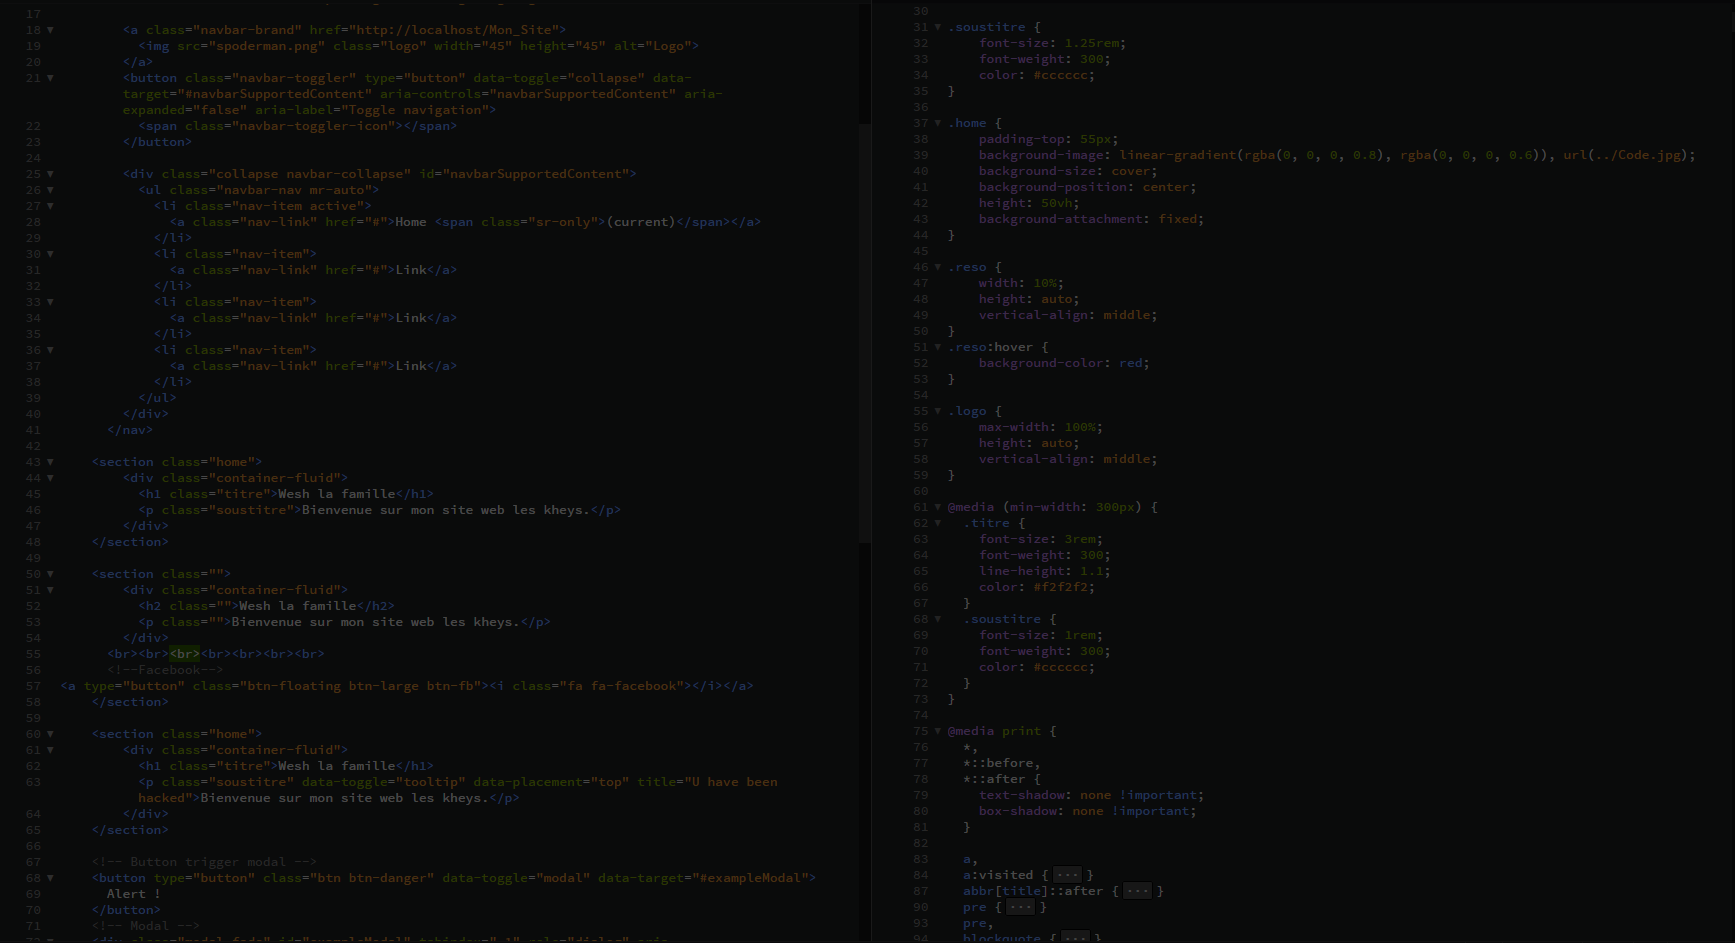 17
18 <a class="navbar-brand" href="http://localhost/Mon_Site">
19 <img src="spoderman.png" class="logo" width="45" height="45" alt="Logo">
20 </a>
21 <button class="navbar-toggler" type="button" data-toggle="collapse" data-
target="#navbarSupportedContent" aria-controls="navbarSupportedContent" aria-
expanded="false" aria-label="Toggle navigation">
22 <span class="navbar-toggler-icon"></span>
23 </button>
24
25 <div class="collapse navbar-collapse" id="navbarSupportedContent">
26 <ul class="navbar-nav mr-auto">
27 <li class="nav-item active">
28 <a class="nav-link" href="#">Home <span class="sr-only">(current)</span></a>
29 </li>
30 <li class="nav-item">
31 <a class="nav-link" href="#">Link</a>
32 </li>
33 <li class="nav-item">
34 <a class="nav-link" href="#">Link</a>
35 </li>
36 <li class="nav-item">
37 <a class="nav-link" href="#">Link</a>
38 </li>
39 </ul>
40 </div>
41 </nav>
42
43 <section class="home">
44 <div class="container-fluid">
45 <h1 class="titre">Wesh la famille</h1>
46 <p class="soustitre">Bienvenue sur mon site web les kheys.</p>
47 </div>
48 </section>
49
50 <section class="">
51 <div class="container-fluid">
52 <h2 class="">Wesh la famille</h2>
53 <p class="">Bienvenue sur mon site web les kheys.</p>
54 </div>
55 <br><br><br><br><br><br><br>
56 <!--Facebook-->
57 <a type="button" class="btn-floating btn-large btn-fb"><i class="fa fa-facebook"></i></a>
58 </section>
59
60 <section class="home">
61 <div class="container-fluid">
62 <h1 class="titre">Wesh la famille</h1>
63 <p class="soustitre" data-toggle="tooltip" data-placement="top" title="U have been
hacked">Bienvenue sur mon site web les kheys.</p>
64 </div>
65 </section>
66
67 <!-- Button trigger modal -->
68 <button type="button" class="btn btn-danger" data-toggle="modal" data-target="#exampleModal">
69 Alert !
70 </button>
71 <!-- Modal -->
72 <div class="modal fade" id="exampleModal" tabindex="-1" role="dialog" aria-
30
31 .soustitre {
32 font-size: 1.25rem;
33 font-weight: 300;
34 color: #cccccc;
35 }
36
37 .home {
38 padding-top: 55px;
39 background-image: linear-gradient(rgba(0, 0, 0, 0.8), rgba(0, 0, 0, 0.6)), url(../Code.jpg);
40 background-size: cover;
41 background-position: center;
42 height: 50vh;
43 background-attachment: fixed;
44 }
45
46 .reso {
47 width: 10%;
48 height: auto;
49 vertical-align: middle;
50 }
51 .reso:hover {
52 background-color: red;
53 }
54
55 .logo {
56 max-width: 100%;
57 height: auto;
58 vertical-align: middle;
59 }
60
61 @media (min-width: 300px) {
62 .titre {
63 font-size: 3rem;
64 font-weight: 300;
65 line-height: 1.1;
66 color: #f2f2f2;
67 }
68 .soustitre {
69 font-size: 1rem;
70 font-weight: 300;
71 color: #cccccc;
72 }
73 }
74
75 @media print {
76 *,
77 *::before,
78 *::after {
79 text-shadow: none !important;
80 box-shadow: none !important;
81 }
82
83 a,
84 a:visited { ... }
87 abbr[title]::after { ... }
90 pre { ... }
93 pre,
94 blockquote { ... }